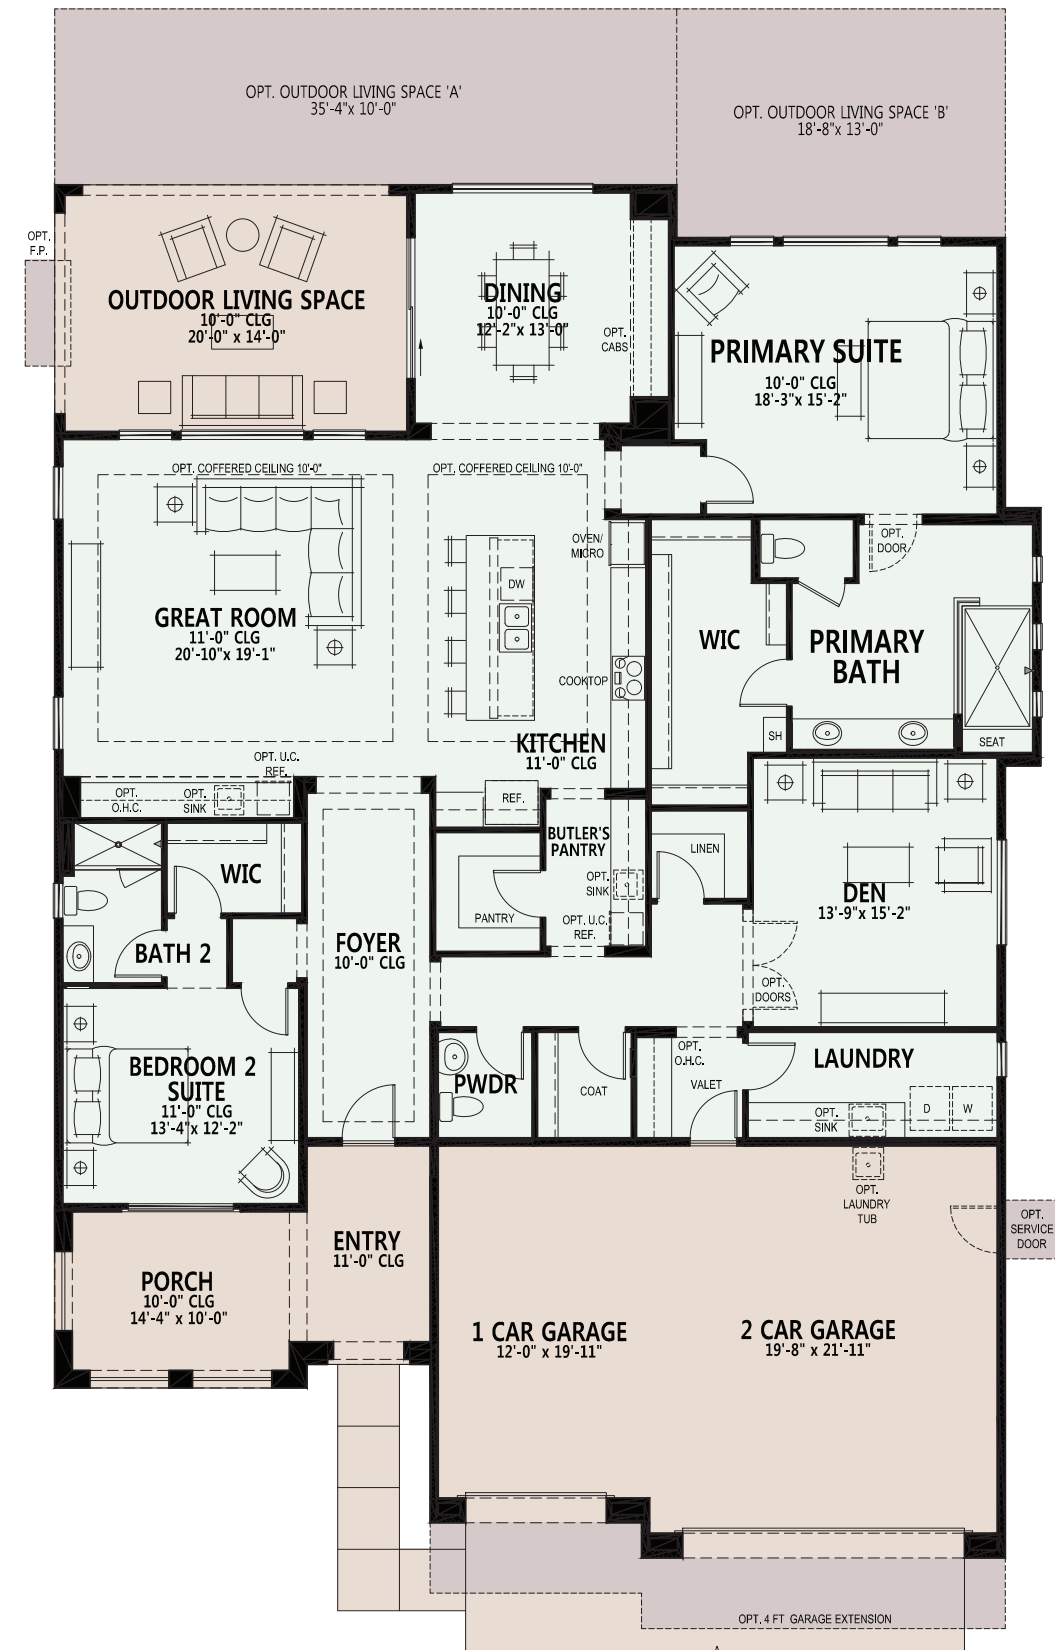 OPT. OUTDOOR LIVING SPACE 'A'
35'-4"x 10'-0"
OPT. OUTDOOR LIVING SPACE 'B'
18'-8"x 13'-0"
OPT.
F.P.
OUTDOOR LIVING SPACE
10'-0" CLG
20'-0" x 14'-0"
DINING
10'-0" CLG
12'-2"x 13'-0"
OPT.
CABS
PRIMARY SUITE
10'-0" CLG
18'-3"x 15'-2"
OPT. COFFERED CEILING 10'-0"
OPT. COFFERED CEILING 10'-0"
OVEN/
MICRO
OPT.
DOOR
DW
GREAT ROOM
11'-0" CLG
20'-10"x 19'-1"
WIC
PRIMARY
BATH
COOKTOP
KITCHEN
11'-0" CLG
SH
SEAT
OPT. U.C.
REF.
OPT.
O.H.C.
OPT.
SINK
REF.
BUTLER'S
PANTRY
LINEN
WIC
OPT.
SINK
DEN
13'-9"x 15'-2"
PANTRY
OPT. U.C.
REF.
BATH 2
FOYER
10'-0" CLG
OPT.
DOORS
BEDROOM 2
SUITE
11'-0" CLG
13'-4"x 12'-2"
PWDR
COAT
OPT.
O.H.C.
VALET
LAUNDRY
OPT.
SINK
D
W
OPT.
LAUNDRY
TUB
OPT.
SERVICE
DOOR
ENTRY
11'-0" CLG
PORCH
10'-0" CLG
14'-4" x 10'-0"
1 CAR GARAGE
12'-0" x 19'-11"
2 CAR GARAGE
19'-8" x 21'-11"
OPT. 4 FT GARAGE EXTENSION